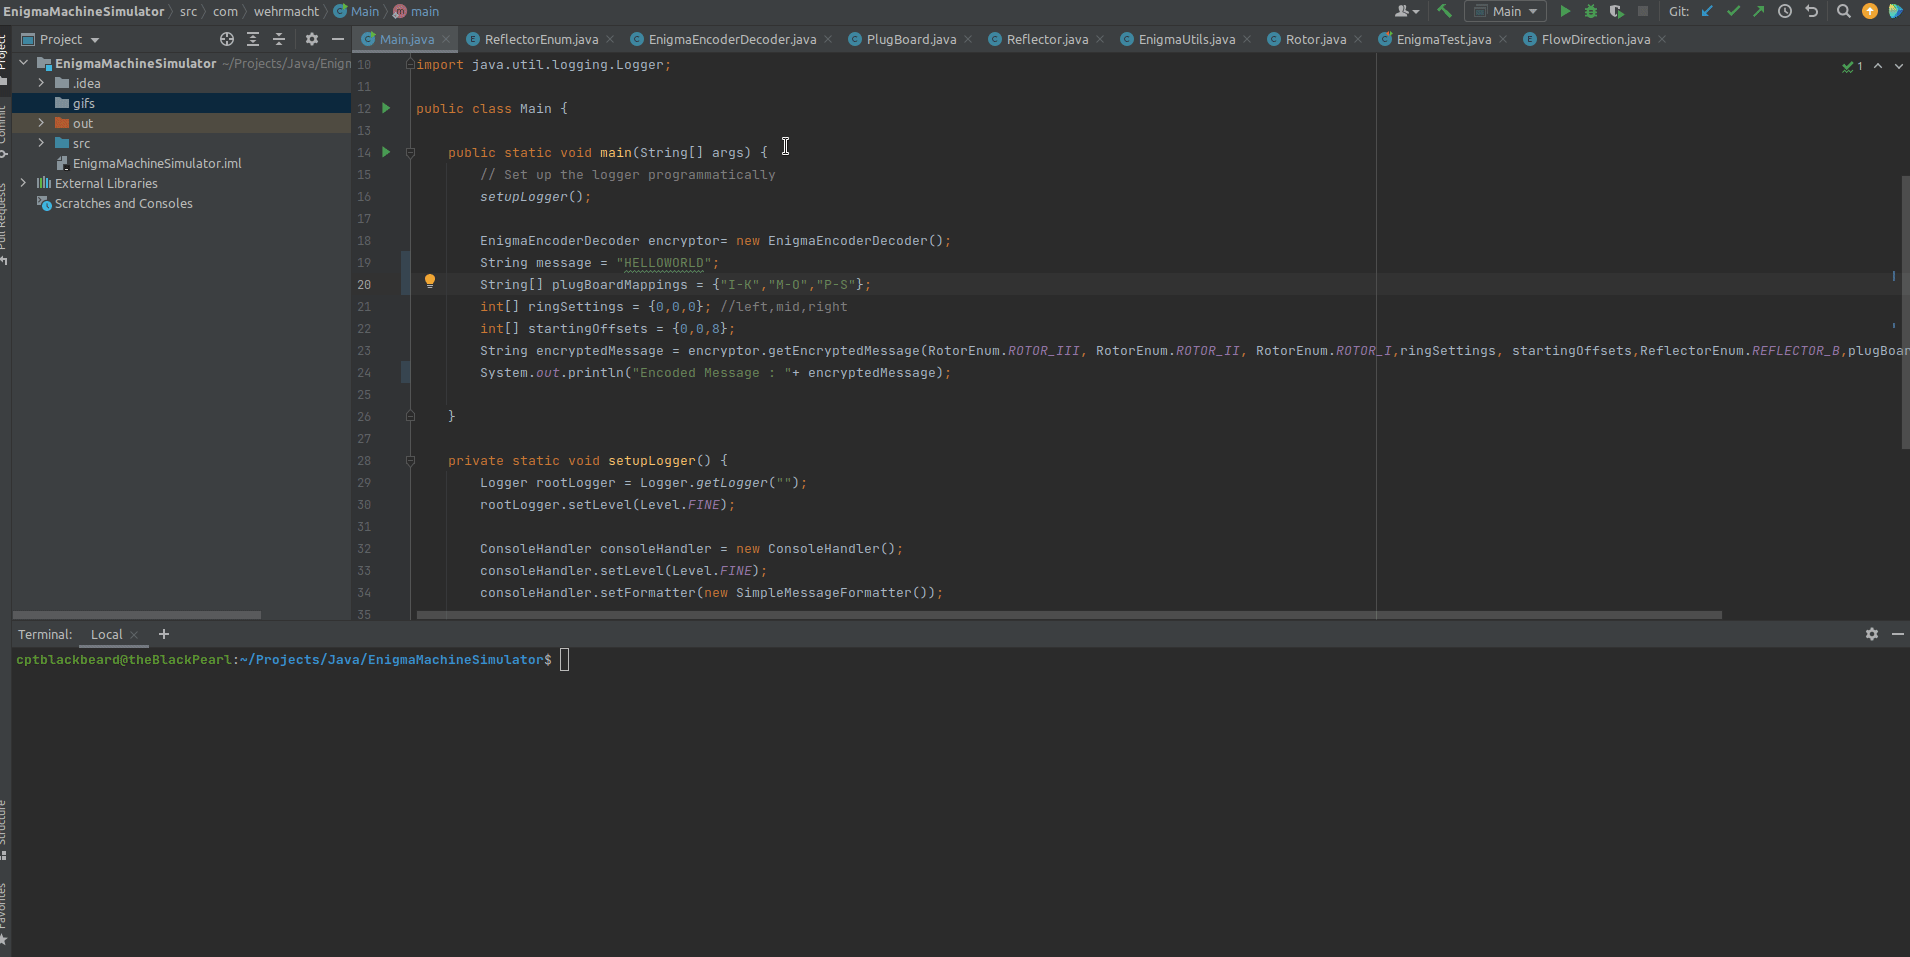 EnigmaMachineSimulator src com wehrmacht Main main
Main Git:
Project
Main.java ReflectorEnum.java EnigmaEncoderDecoder.java PlugBoard.java Reflector.java EnigmaUtils.java Rotor.java EnigmaTest.java FlowDirection.java
Project
Commit
Pull Requests
Structure
Favorites
EnigmaMachineSimulator ~/Projects/Java/Enigm
.idea
gifs
out
src
EnigmaMachineSimulator.iml
External Libraries
Scratches and Consoles
1
10 import java.util.logging.Logger;
11
12 public class Main {
13
14 public static void main(String[] args) {
15 // Set up the logger programmatically
16 setupLogger();
17
18 EnigmaEncoderDecoder encryptor= new EnigmaEncoderDecoder();
19 String message = "HELLOWORLD";
20 String[] plugBoardMappings = {"I-K","M-O","P-S"};
21 int[] ringSettings = {0,0,0}; //left,mid,right
22 int[] startingOffsets = {0,0,8};
23 String encryptedMessage = encryptor.getEncryptedMessage(RotorEnum.ROTOR_III, RotorEnum.ROTOR_II, RotorEnum.ROTOR_I,ringSettings, startingOffsets,ReflectorEnum.REFLECTOR_B,plugBoar
24 System.out.println("Encoded Message : "+ encryptedMessage);
25
26 }
27
28 private static void setupLogger() {
29 Logger rootLogger = Logger.getLogger("");
30 rootLogger.setLevel(Level.FINE);
31
32 ConsoleHandler consoleHandler = new ConsoleHandler();
33 consoleHandler.setLevel(Level.FINE);
34 consoleHandler.setFormatter(new SimpleMessageFormatter());
35
Terminal: Local +
cptblackbeard@theBlackPearl:~/Projects/Java/EnigmaMachineSimulator$